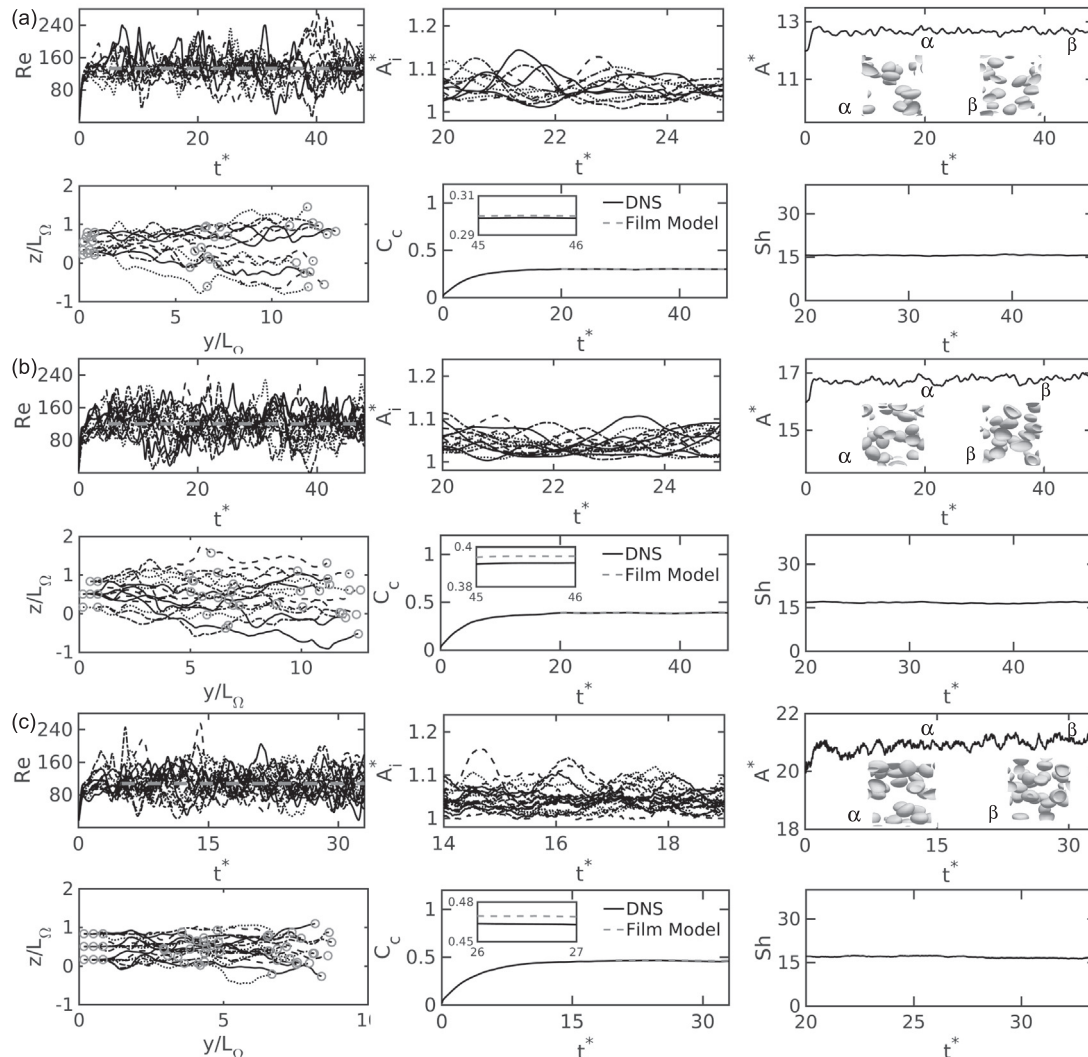 (a)
240
160
80
Re
0
20
40
t*
1.2
1.1
1
A_i*
20
22
24
t*
13
11
A*
α
β
α
β
0
20
40
t*
2
1
0
-1
z/L_Ω
0
5
10
y/L_Ω
1
0.5
0
C_c
0.31
0.29
45
46
DNS
Film Model
0
20
40
t*
30
15
0
Sh
20
30
40
t*
(b)
240
160
80
Re
0
20
40
t*
1.2
1.1
1
A_i*
20
22
24
t*
17
15
A*
α
β
α
β
0
20
40
t*
2
1
0
-1
z/L_Ω
0
5
10
y/L_Ω
1
0.5
0
C_c
0.4
0.38
45
46
DNS
Film Model
0
20
40
t*
30
15
0
Sh
20
30
40
t*
(c)
240
160
80
Re
0
15
30
t*
1.2
1.1
1
A_i*
14
16
18
t*
22
20
18
A*
α
β
α
β
0
15
30
t*
2
1
0
-1
z/L_Ω
0
5
y/L_Ω
1
0.5
0
C_c
0.48
0.45
26
27
DNS
Film Model
0
15
30
t*
30
15
0
Sh
20
25
30
t*